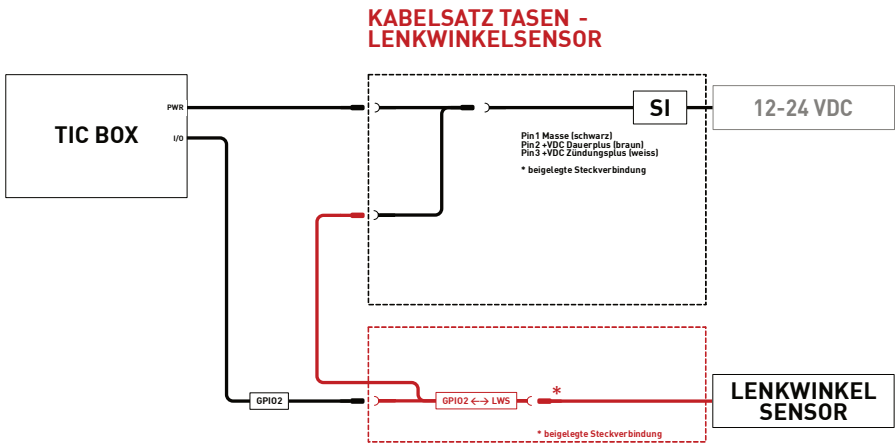 KABELSATZ TASEN -
LENKWINKELSENSOR
TIC BOX
PWR
I/O
SI
12-24 VDC
Pin1 Masse (schwarz)
Pin2 +VDC Dauerplus (braun)
Pin3 +VDC Zündungsplus (weiss)
* beigelegte Steckverbindung
GPIO2
GPIO2 <--> LWS
*
LENKWINKEL
SENSOR
* beigelegte Steckverbindung